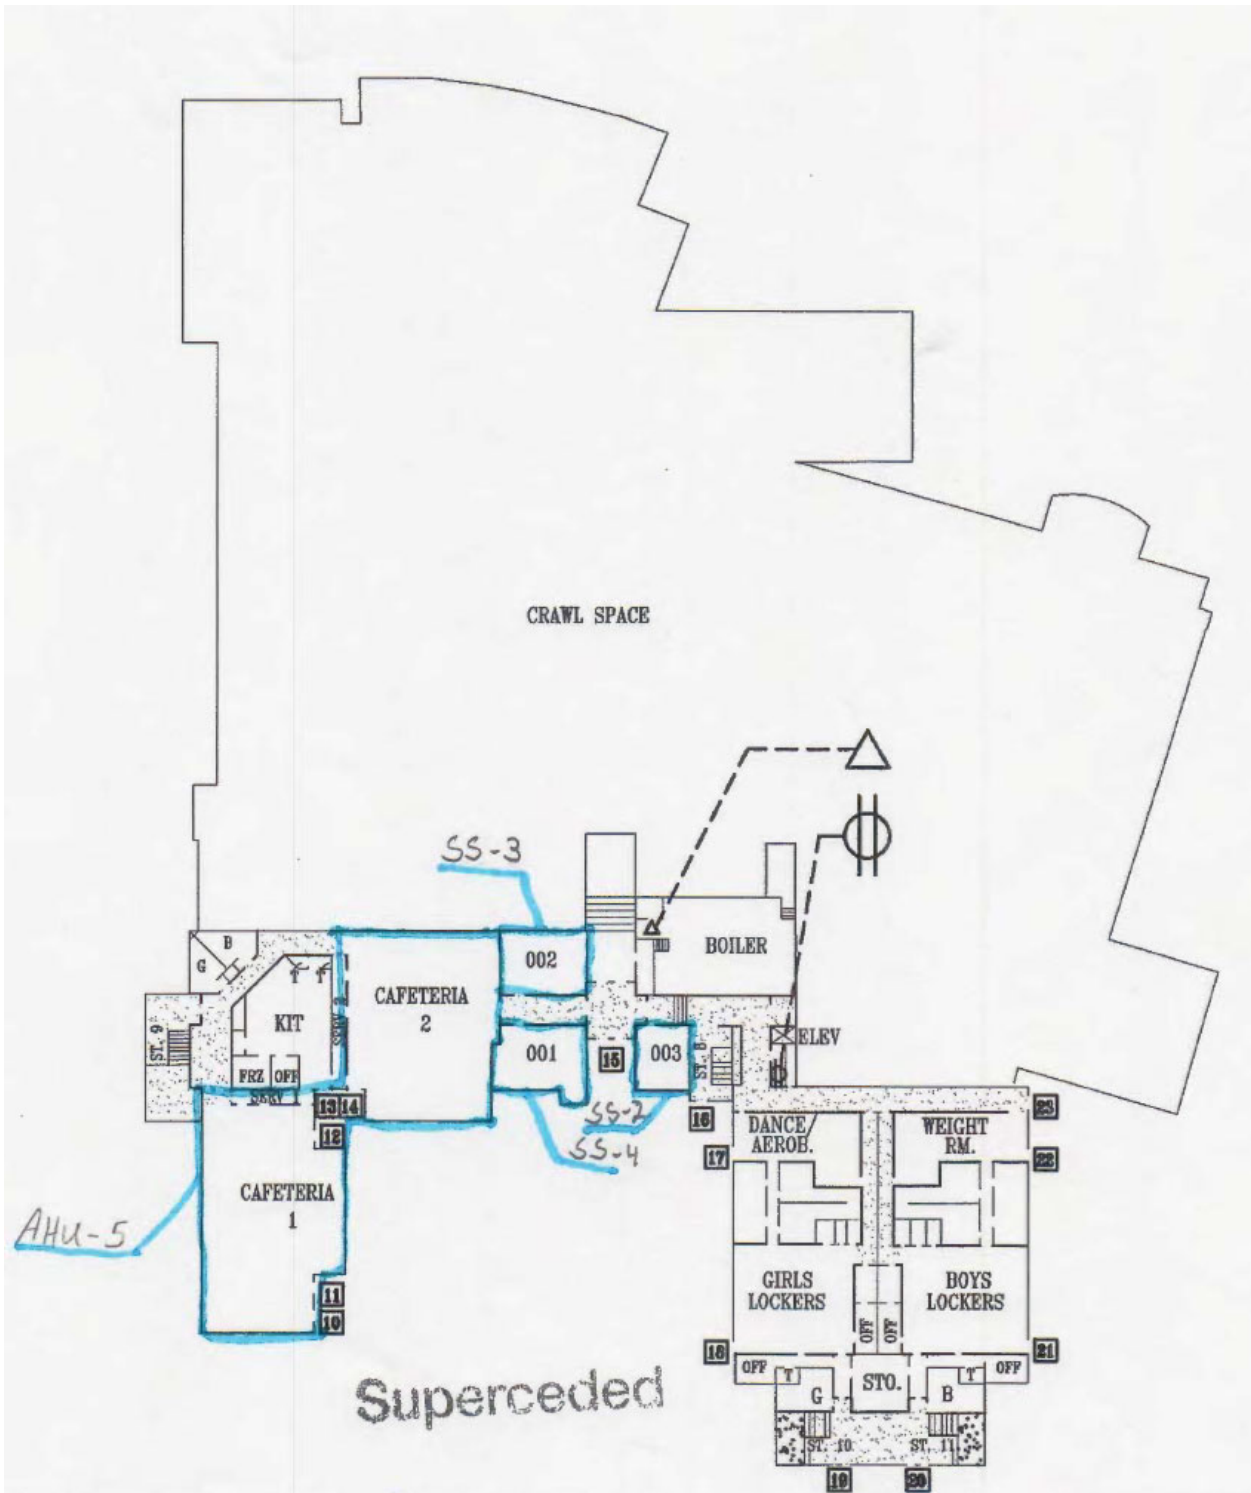 CRAWL SPACE
SS-3
B
G
002
BOILER
CAFETERIA
2
KIT
SERV 2
T T
ST. 9
FRZ
OFF
SERV 1
001
15
003
ST. 8
ELEV
SS-2
SS-4
13
14
12
16
17
DANCE
AEROB.
WEIGHT
RM.
23
22
CAFETERIA
1
AHU-5
11
10
GIRLS
LOCKERS
BOYS
LOCKERS
OFF
OFF
18
21
OFF
T
STO.
T
OFF
G
B
ST. 10
ST. 11
19
20
Superceded